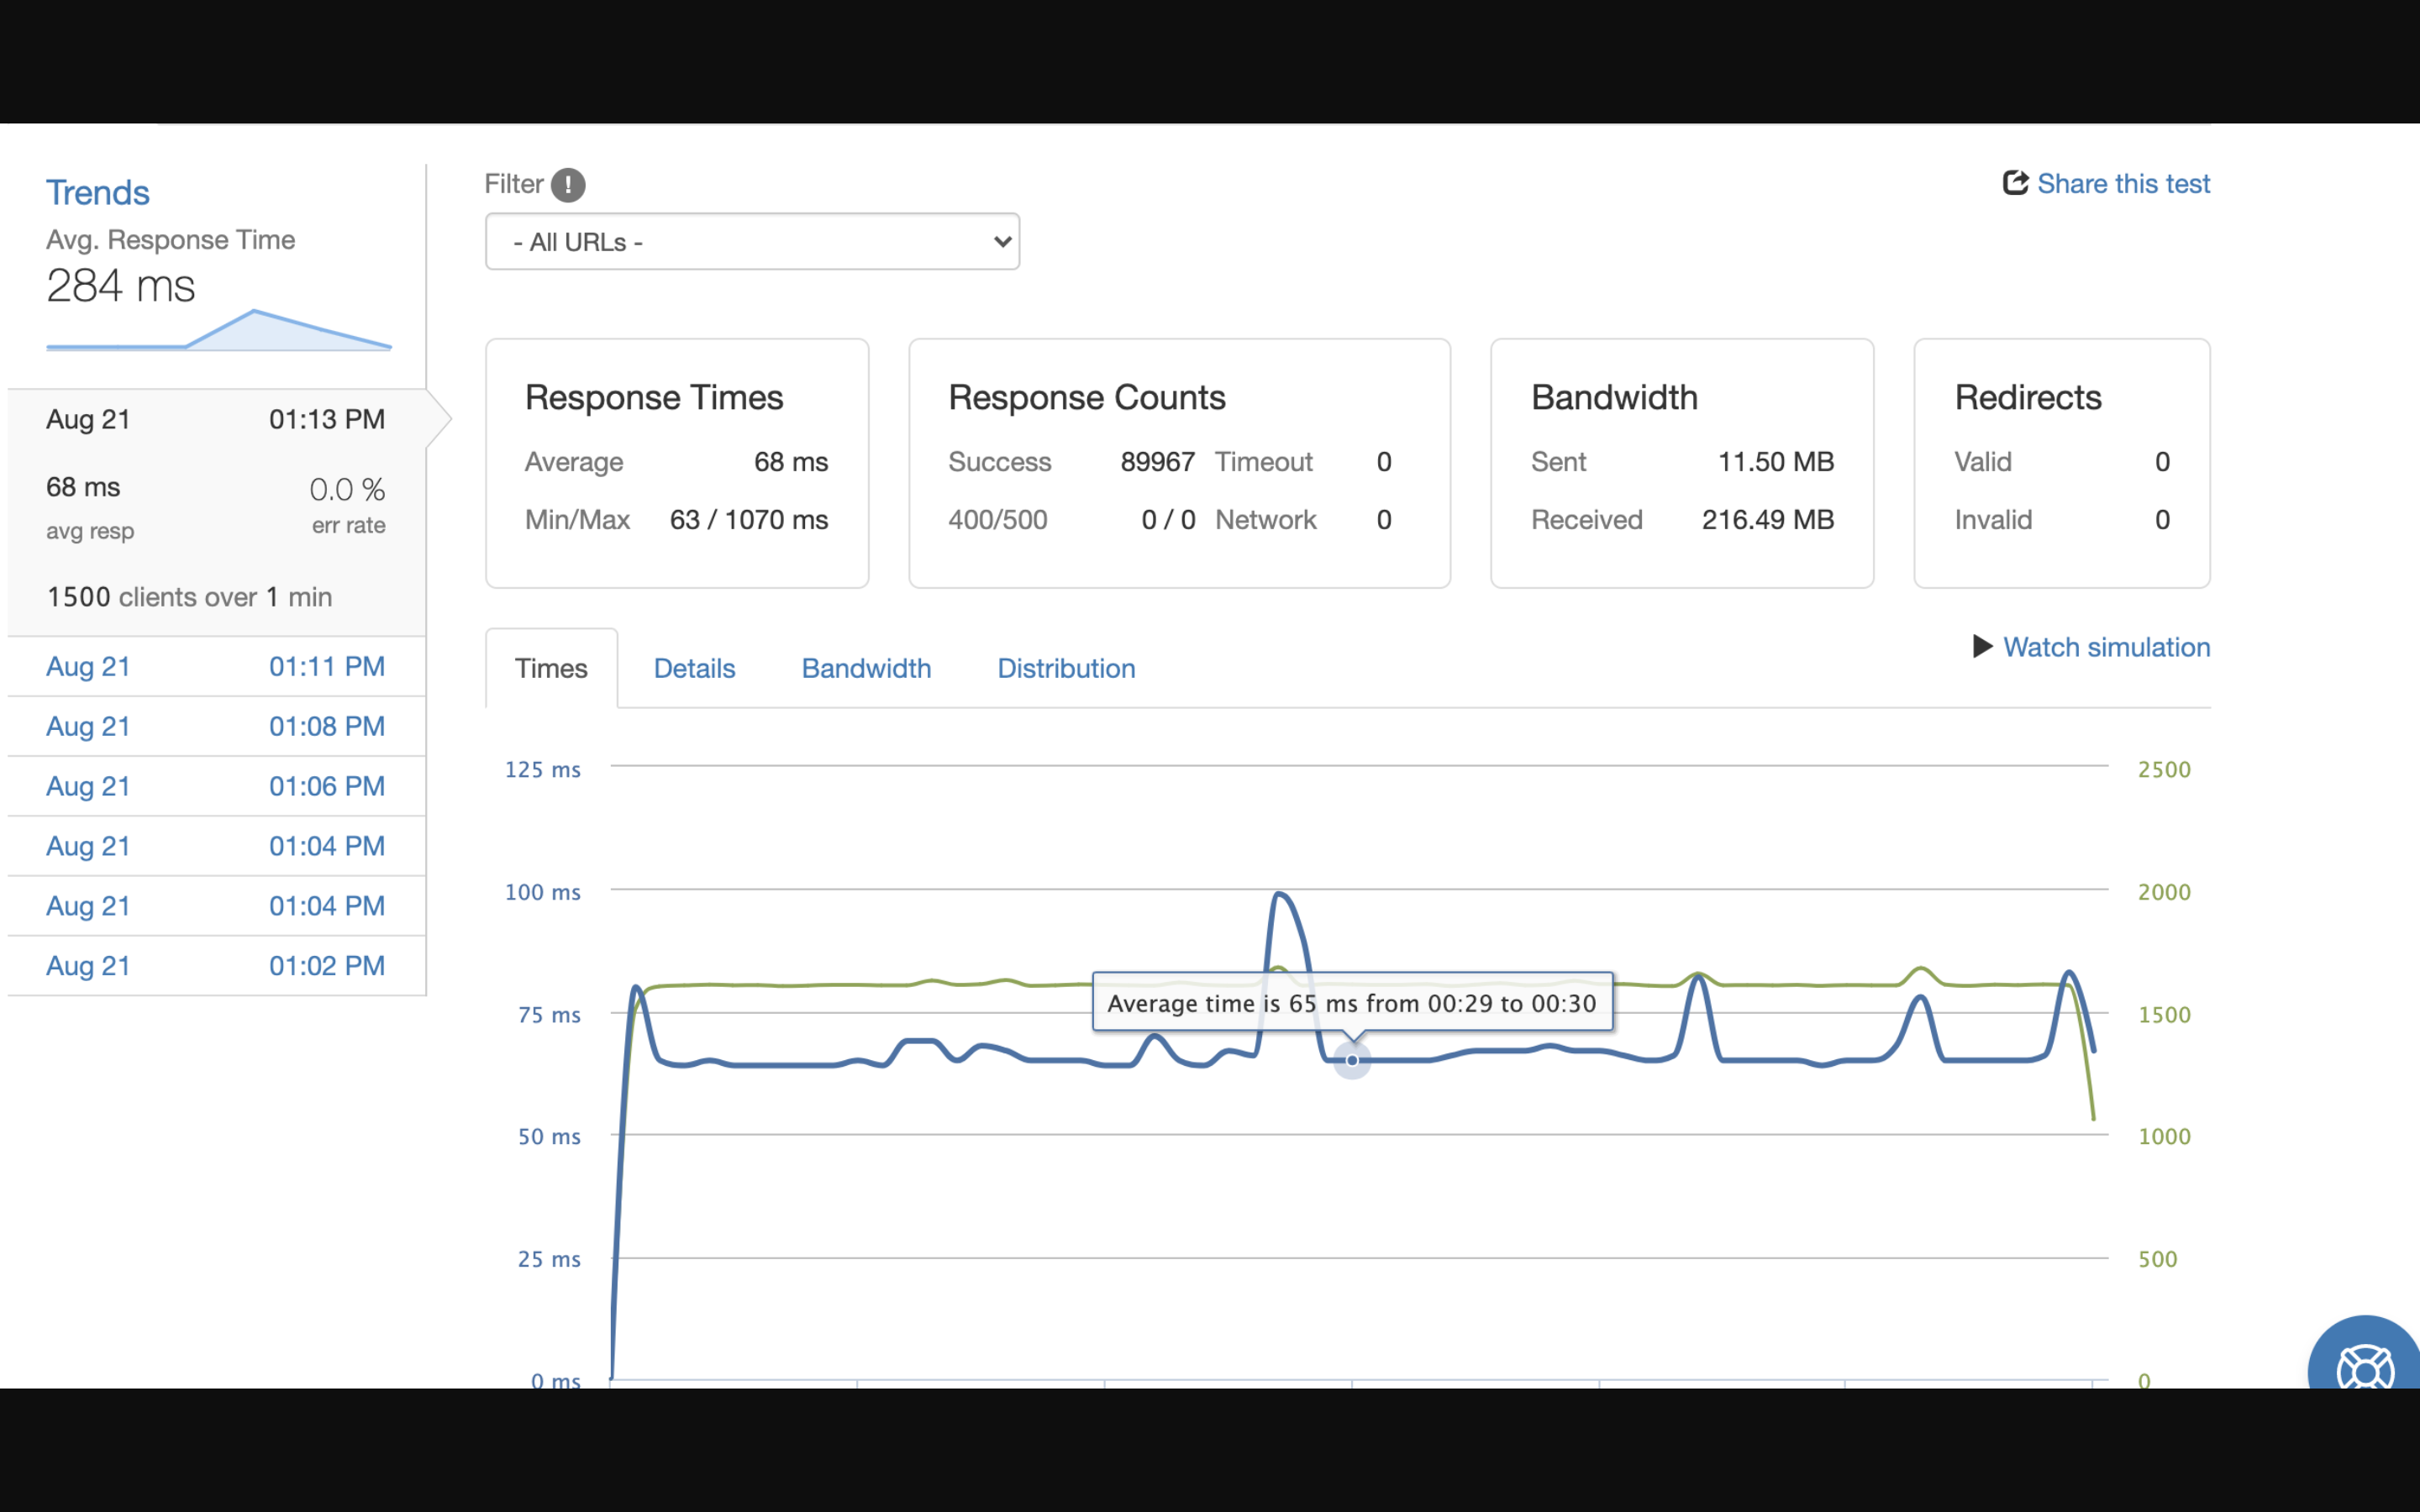 Trends
Avg. Response Time
284 ms
Aug 21 01:13 PM
68 ms 0.0 %
avg resp err rate
1500 clients over 1 min
Aug 21 01:11 PM
Aug 21 01:08 PM
Aug 21 01:06 PM
Aug 21 01:04 PM
Aug 21 01:04 PM
Aug 21 01:02 PM
Filter !
Share this test
- All URLs -
Response Times
Average 68 ms
Min/Max 63 / 1070 ms
Response Counts
Success 89967 Timeout 0
400/500 0 / 0 Network 0
Bandwidth
Sent 11.50 MB
Received 216.49 MB
Redirects
Valid 0
Invalid 0
Times Details Bandwidth Distribution
Watch simulation
125 ms 2500
100 ms 2000
Average time is 65 ms from 00:29 to 00:30
75 ms 1500
50 ms 1000
25 ms 500
0 ms 0